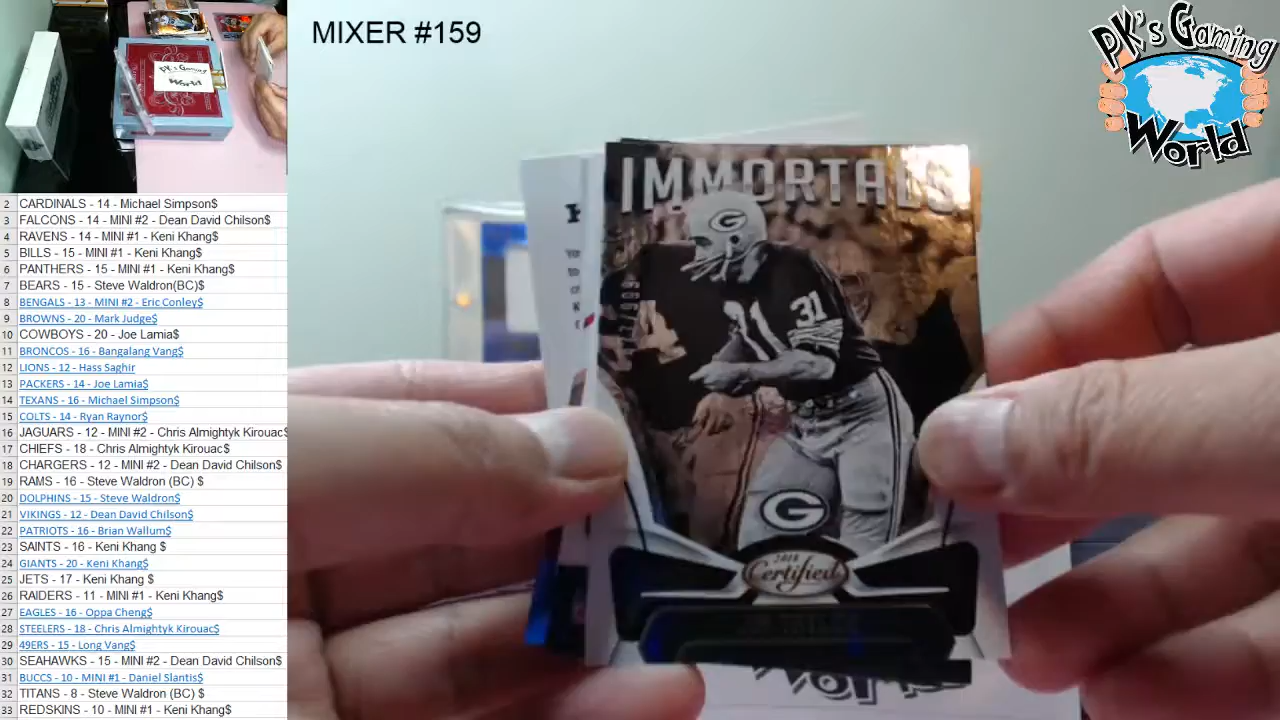 MIXER #159
PK's Gaming
World
PK's Gaming
World
2 CARDINALS - 14 - Michael Simpson$
3 FALCONS - 14 - MINI #2 - Dean David Chilson$
4 RAVENS - 14 - MINI #1 - Keni Khang$
5 BILLS - 15 - MINI #1 - Keni Khang$
6 PANTHERS - 15 - MINI #1 - Keni Khang$
7 BEARS - 15 - Steve Waldron(BC)$
8 BENGALS - 13 - MINI #2 - Eric Conley$
9 BROWNS - 20 - Mark Judge$
10 COWBOYS - 20 - Joe Lamia$
11 BRONCOS - 16 - Bangalang Vang$
12 LIONS - 12 - Hass Saghir
13 PACKERS - 14 - Joe Lamia$
14 TEXANS - 16 - Michael Simpson$
15 COLTS - 14 - Ryan Raynor$
16 JAGUARS - 12 - MINI #2 - Chris Almightyk Kirouac$
17 CHIEFS - 18 - Chris Almightyk Kirouac$
18 CHARGERS - 12 - MINI #2 - Dean David Chilson$
19 RAMS - 16 - Steve Waldron (BC) $
20 DOLPHINS - 15 - Steve Waldron$
21 VIKINGS - 12 - Dean David Chilson$
22 PATRIOTS - 16 - Brian Wallum$
23 SAINTS - 16 - Keni Khang $
24 GIANTS - 20 - Keni Khang$
25 JETS - 17 - Keni Khang $
26 RAIDERS - 11 - MINI #1 - Keni Khang$
27 EAGLES - 16 - Oppa Cheng$
28 STEELERS - 18 - Chris Almightyk Kirouac$
29 49ERS - 15 - Long Vang$
30 SEAHAWKS - 15 - MINI #2 - Dean David Chilson$
31 BUCCS - 10 - MINI #1 - Daniel Slantis$
32 TITANS - 8 - Steve Waldron (BC) $
33 REDSKINS - 10 - MINI #1 - Keni Khang$
IMMORTALS
G
31
31
G
2018
Certified
World